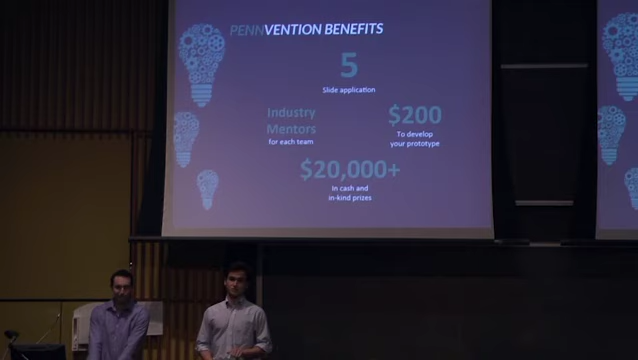 PENNVENTION BENEFITS
5
Slide application
Industry
Mentors
for each team
$200
To develop
your prototype
$20,000+
In cash and
in-kind prizes